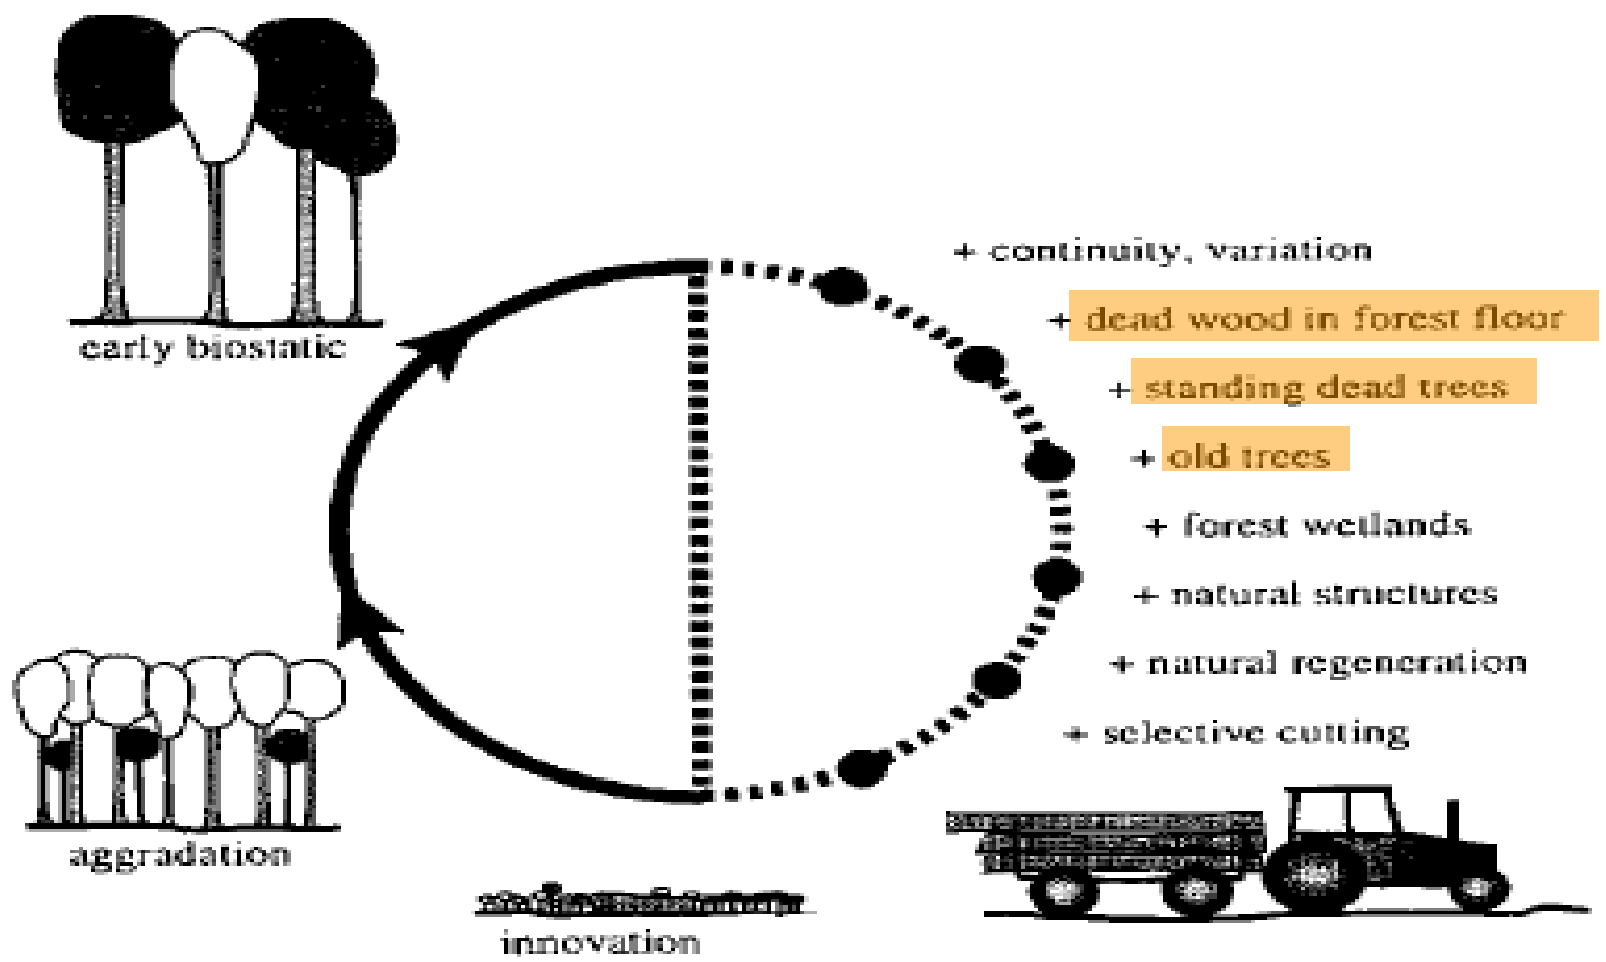 early biostatic
+ continuity, variation
+ dead wood in forest floor
+ standing dead trees
+ old trees
+ forest wetlands
+ natural structures
+ natural regeneration
+ selective cutting
aggradation
innovation